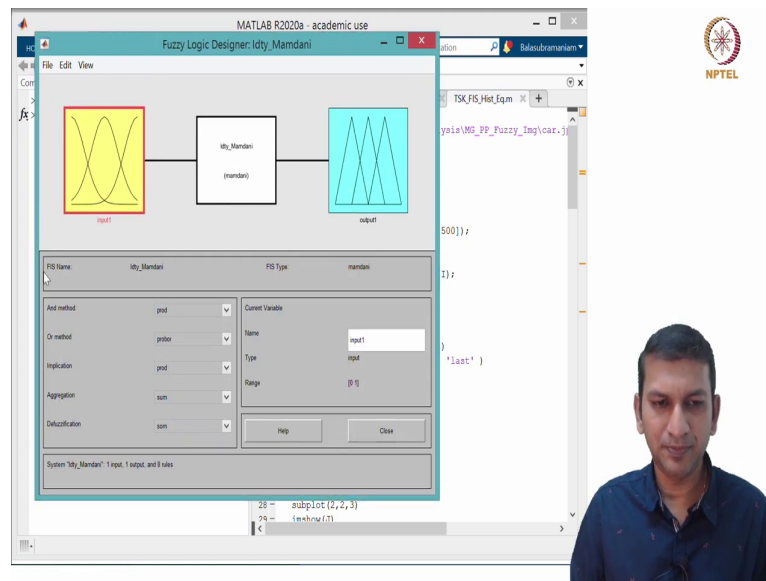 MATLAB R2020a - academic use
HO
Fuzzy Logic Designer: Idty_Mamdani
ation
Balasubramaniam
File Edit View
Com
TSK_FIS_Hist_Eq.m
NPTEL
fx >
ysis\MG_PP_Fuzzy_Img\car.j
Idty_Mamdani
(mamdani)
input1
output1
500]);
FIS Name:
Idty_Mamdani
FIS Type:
mamdani
I);
And method
prod
Current Variable
Or method
probor
Name
input1
)
Type
input
'last' )
Implication
prod
Range
[0 1]
Aggregation
sum
Defuzzification
som
Help
Close
System "Idty_Mamdani": 1 input, 1 output, and 8 rules
28 - subplot(2,2,3)
29 - imshow(J)